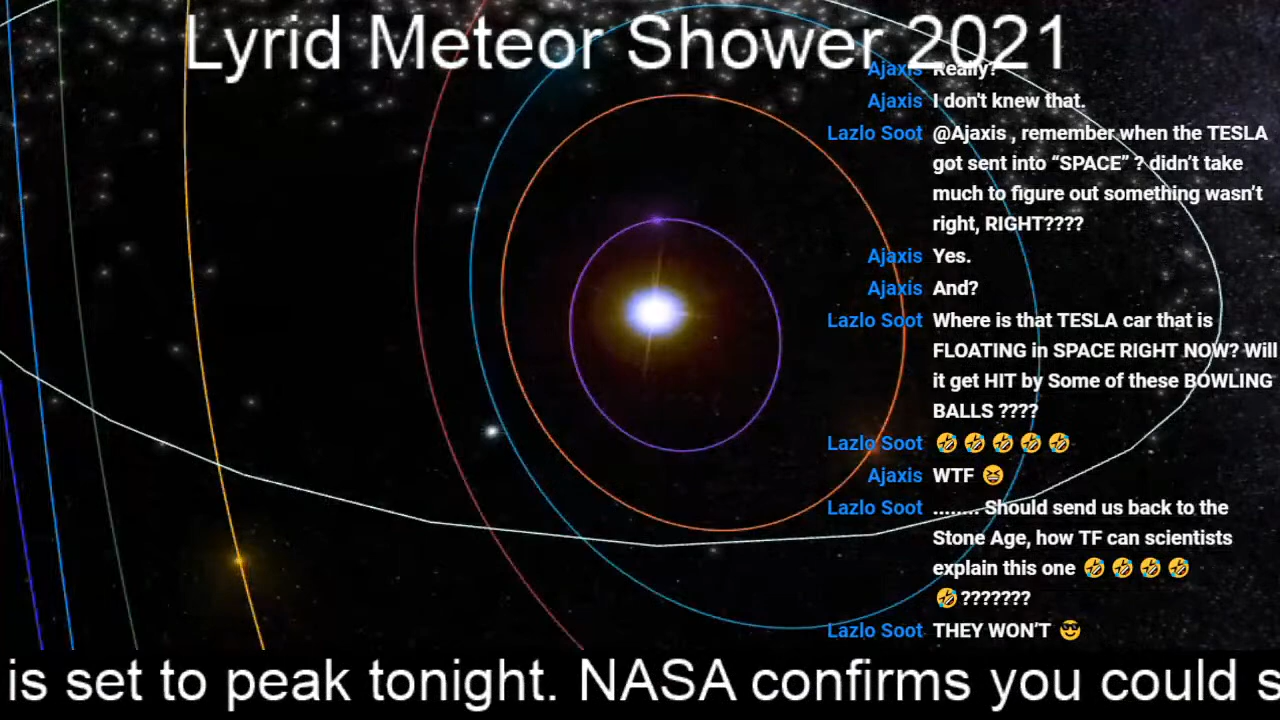 Lyrid Meteor Shower 2021
Ajaxis Really?
Ajaxis I don't knew that.
Lazlo Soot @Ajaxis , remember when the TESLA
got sent into “SPACE” ? didn’t take
much to figure out something wasn’t
right, RIGHT????
Ajaxis Yes.
Ajaxis And?
Lazlo Soot Where is that TESLA car that is
FLOATING in SPACE RIGHT NOW? Will
it get HIT by Some of these BOWLING
BALLS ????
Lazlo Soot 🤣🤣🤣🤣🤣
Ajaxis WTF 😆
Lazlo Soot ........ Should send us back to the
Stone Age, how TF can scientists
explain this one 🤣🤣🤣🤣
🤣???????
Lazlo Soot THEY WON’T 😎
is set to peak tonight. NASA confirms you could s